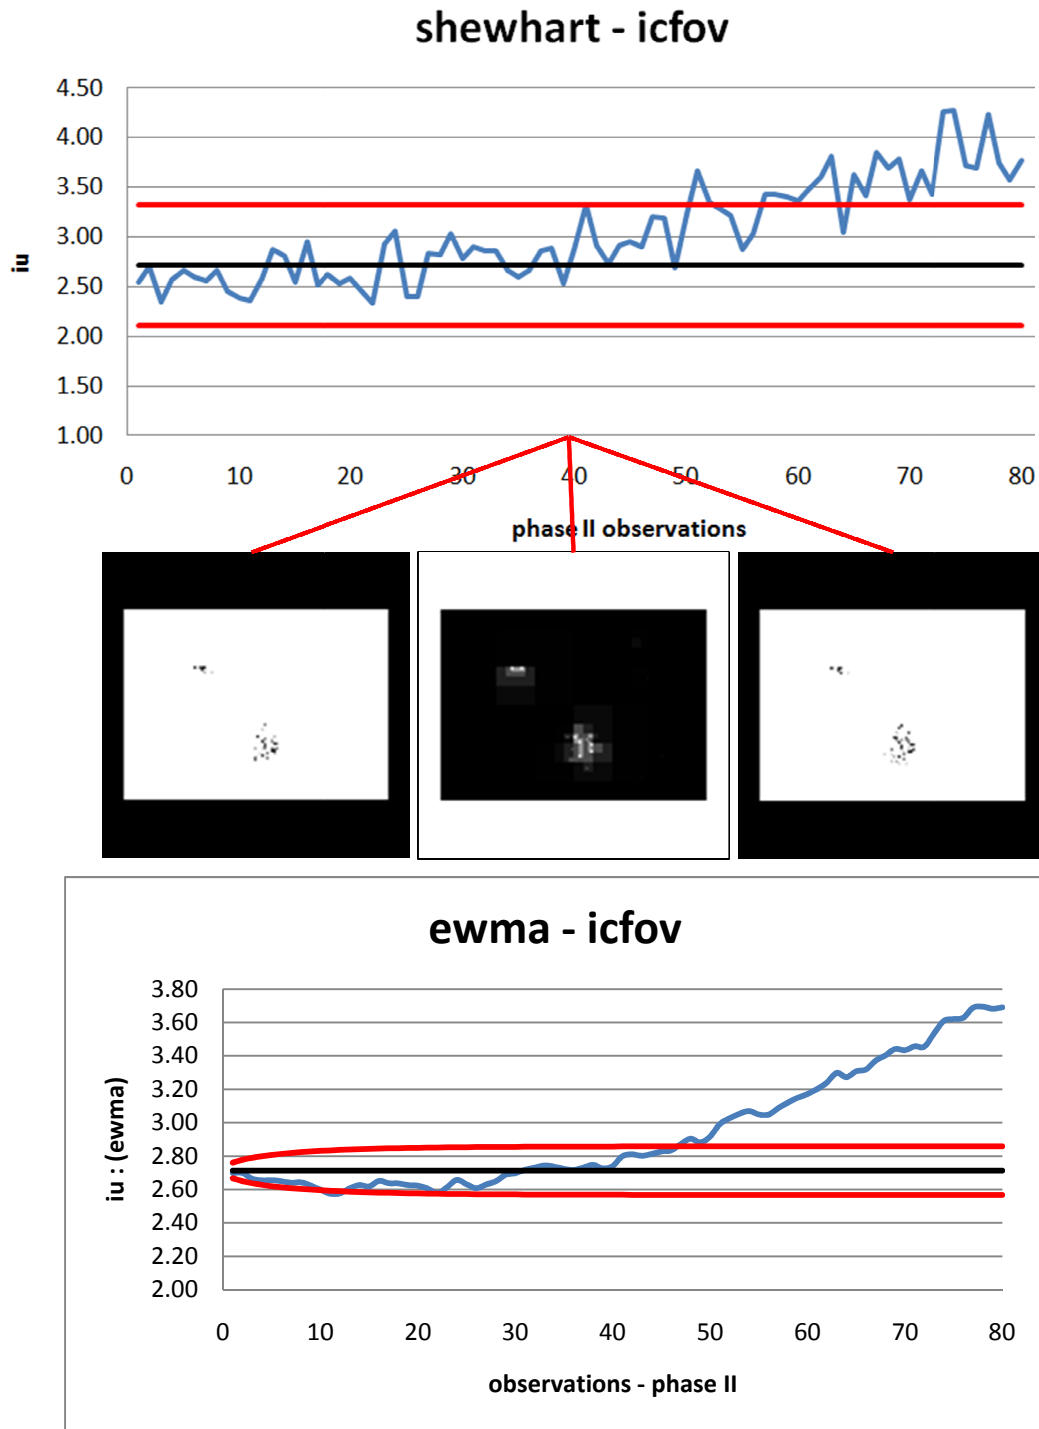 shewhart - icfov
4.50
4.00
3.50
3.00
2.50
2.00
1.50
1.00
iu
0 10 20 30 40 50 60 70 80
phase II observations
ewma - icfov
3.80
3.60
3.40
3.20
3.00
2.80
2.60
2.40
2.20
2.00
iu : (ewma)
0 10 20 30 40 50 60 70 80
observations - phase II